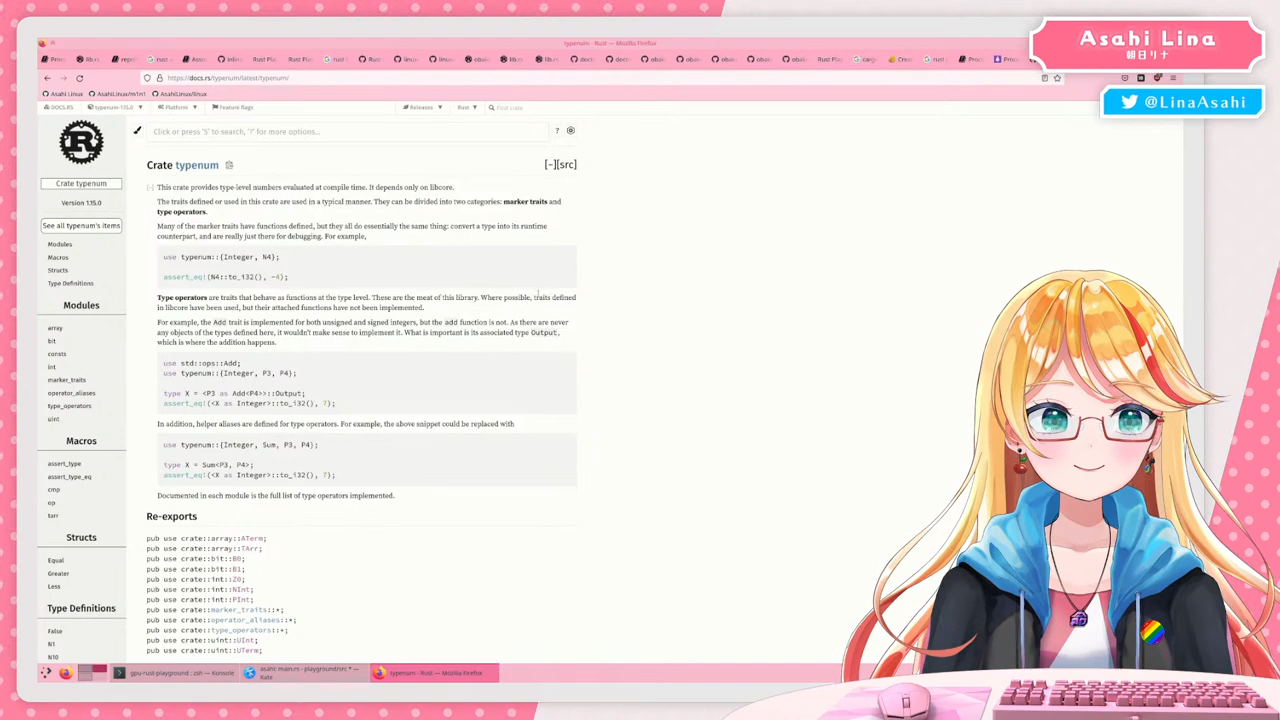 Asahi Lina
朝日リナ
@LinaAsahi
typenum - Rust — Mozilla Firefox
https://docs.rs/typenum/latest/typenum/
Asahi Linux
AsahiLinux/m1n1
AsahiLinux/linux
DOCS.RS
typenum-1.15.0
Platform
Feature flags
Releases
Rust
Find crate
Click or press 'S' to search, '?' for more options…
?
Crate typenum
[−][src]
Crate typenum
Version 1.15.0
See all typenum's items
Modules
Macros
Structs
Type Definitions
Modules
array
bit
consts
int
marker_traits
operator_aliases
type_operators
uint
Macros
assert_type
assert_type_eq
cmp
op
tarr
Structs
Equal
Greater
Less
Type Definitions
False
N1
N10
[−] This crate provides type-level numbers evaluated at compile time. It depends only on libcore.
The traits defined or used in this crate are used in a typical manner. They can be divided into two categories: marker traits and
type operators.
Many of the marker traits have functions defined, but they all do essentially the same thing: convert a type into its runtime
counterpart, and are really just there for debugging. For example,
use typenum::{Integer, N4};
assert_eq!(N4::to_i32(), -4);
Type operators are traits that behave as functions at the type level. These are the meat of this library. Where possible, traits defined
in libcore have been used, but their attached functions have not been implemented.
For example, the Add trait is implemented for both unsigned and signed integers, but the add function is not. As there are never
any objects of the types defined here, it wouldn't make sense to implement it. What is important is its associated type Output,
which is where the addition happens.
use std::ops::Add;
use typenum::{Integer, P3, P4};
type X = <P3 as Add<P4>>::Output;
assert_eq!(<X as Integer>::to_i32(), 7);
In addition, helper aliases are defined for type operators. For example, the above snippet could be replaced with
use typenum::{Integer, Sum, P3, P4};
type X = Sum<P3, P4>;
assert_eq!(<X as Integer>::to_i32(), 7);
Documented in each module is the full list of type operators implemented.
Re-exports
pub use crate::array::ATerm;
pub use crate::array::TArr;
pub use crate::bit::B0;
pub use crate::bit::B1;
pub use crate::int::Z0;
pub use crate::int::NInt;
pub use crate::int::PInt;
pub use crate::marker_traits::*;
pub use crate::operator_aliases::*;
pub use crate::type_operators::*;
pub use crate::uint::UInt;
pub use crate::uint::UTerm;
gpu-rust-playground : zsh — Konsole
asahi: main.rs - playground/src * —
Kate
typenum - Rust — Mozilla Firefox